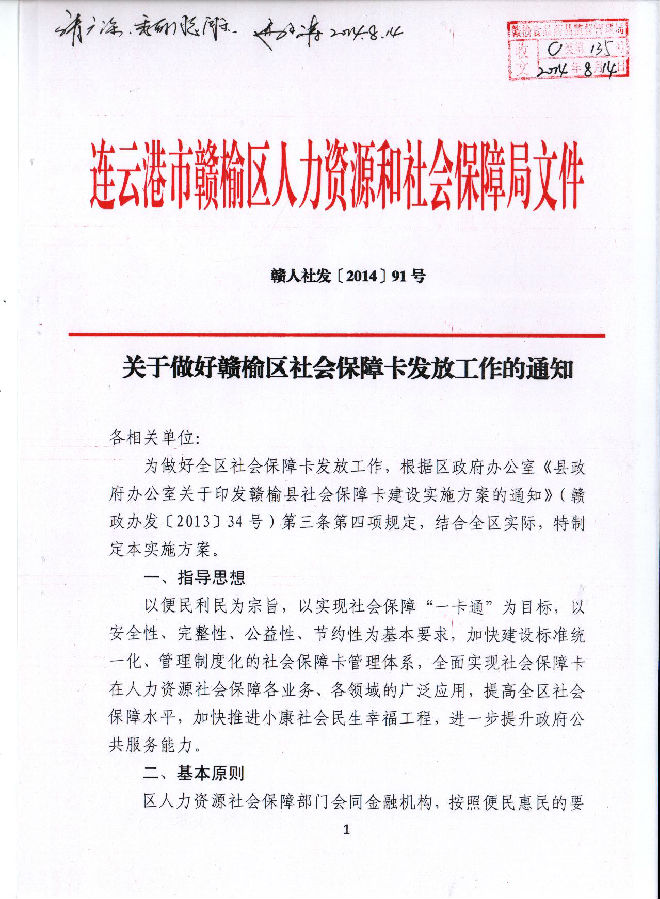 2014.8.14
收
文
第 135 号
2014年8月14日
连云港市赣榆区人力资源和社会保障局文件
赣人社发〔2014〕91号
关于做好赣榆区社会保障卡发放工作的通知
各相关单位：
为做好全区社会保障卡发放工作，根据区政府办公室《县政
府办公室关于印发赣榆县社会保障卡建设实施方案的通知》（赣
政办发〔2013〕34号）第三条第四项规定，结合全区实际，特制
定本实施方案。
一、指导思想
以便民利民为宗旨，以实现社会保障“一卡通”为目标，以
安全性、完整性、公益性、节约性为基本要求，加快建设标准统
一化、管理制度化的社会保障卡管理体系，全面实现社会保障卡
在人力资源社会保障各业务、各领域的广泛应用，提高全区社会
保障水平，加快推进小康社会民生幸福工程，进一步提升政府公
共服务能力。
二、基本原则
区人力资源社会保障部门会同金融机构，按照便民惠民的要
1